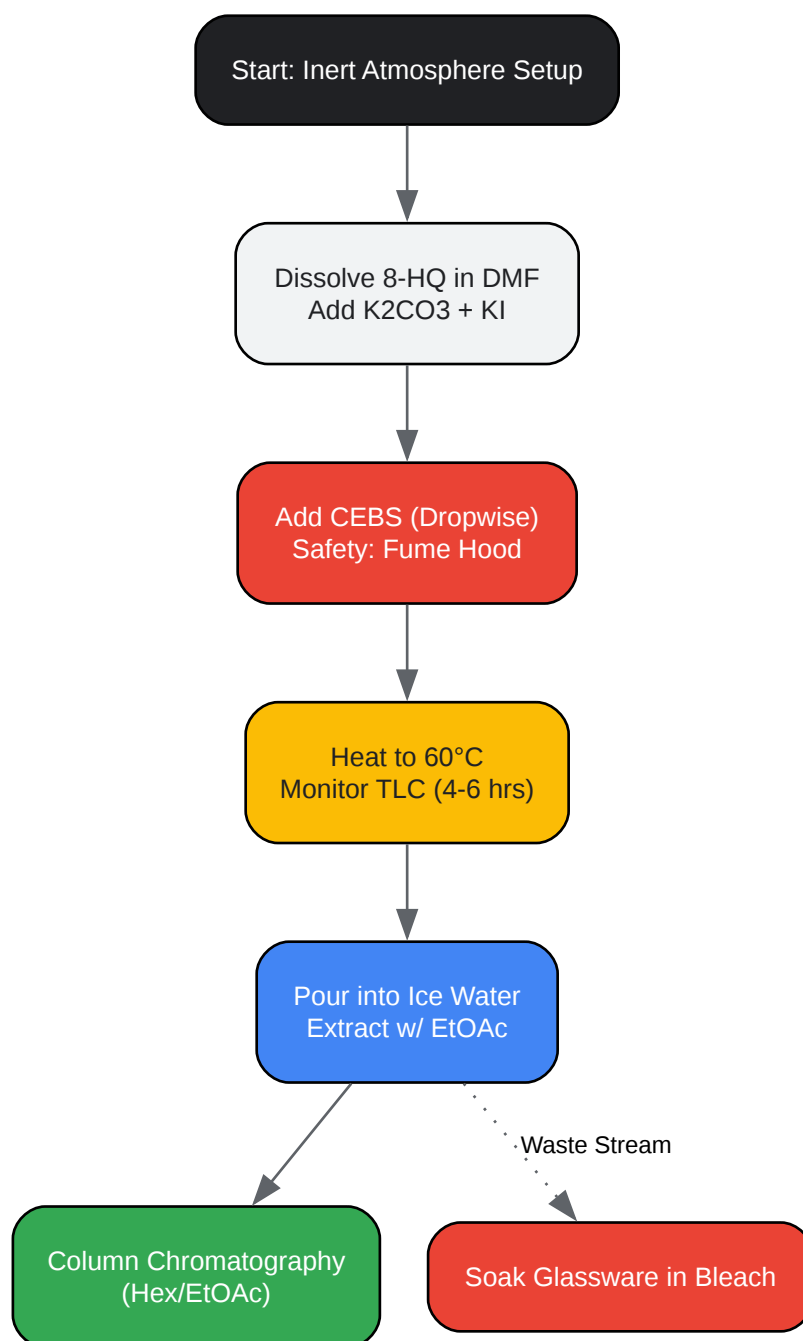 Start: Inert Atmosphere Setup
Dissolve 8-HQ in DMF
Add K2CO3 + KI
Add CEBS (Dropwise)
Safety: Fume Hood
Heat to 60°C
Monitor TLC (4-6 hrs)
Pour into Ice Water
Extract w/ EtOAc
Waste Stream
Column Chromatography
(Hex/EtOAc)
Soak Glassware in Bleach